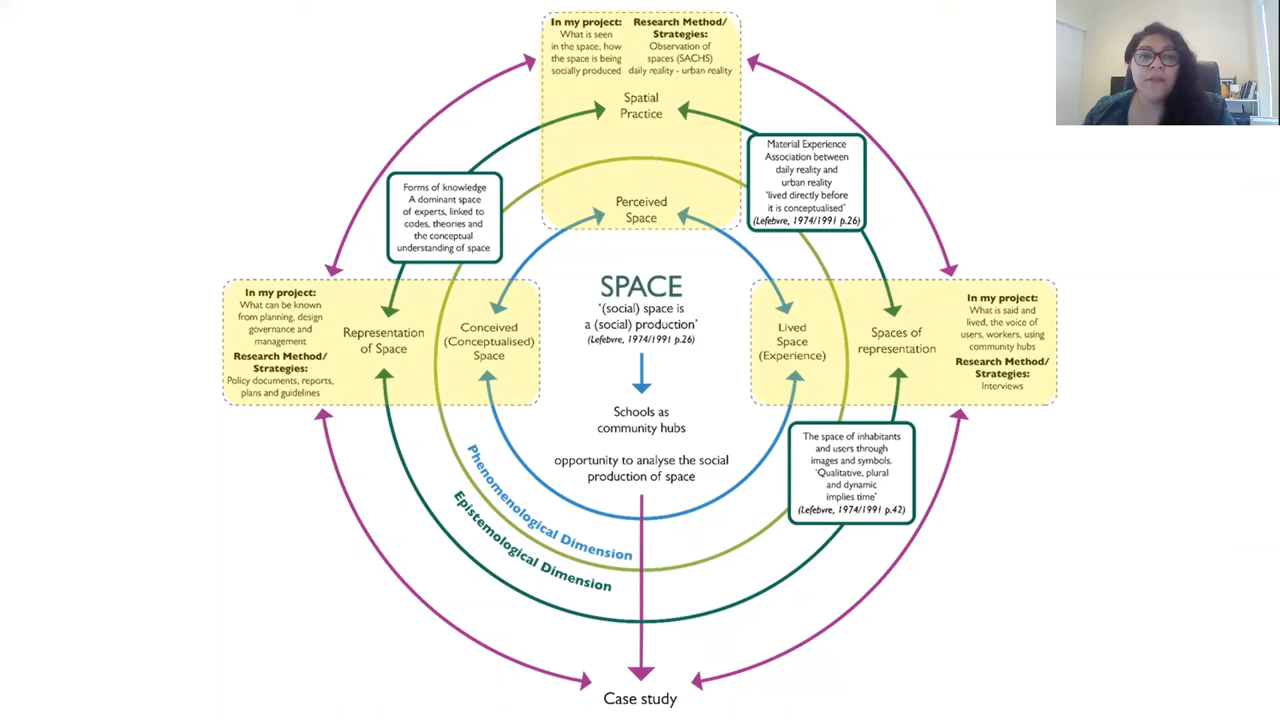 In my project:
What is seen
in the space, how
the space is being
socially produced
Research Method/
Strategies:
Observation of
spaces (SACHS)
daily reality - urban reality
Spatial
Practice
Perceived
Space
Forms of knowledge
A dominant space
of experts, linked to
codes, theories and
the conceptual
understanding of space
Material Experience
Association between
daily reality and
urban reality
'lived directly before
it is conceptualised'
(Lefebvre, 1974/1991 p.26)
In my project:
What can be known
from planning, design
governance and
management
Research Method/
Strategies:
Policy documents, reports,
plans and guidelines
Representation
of Space
Conceived
(Conceptualised)
Space
SPACE
'(social) space is
a (social) production'
(Lefebvre, 1974/1991 p.26)
Schools as
community hubs
opportunity to analyse the social
production of space
Lived
Space
(Experience)
Spaces of
representation
In my project:
What is said and
lived, the voice of
users, workers, using
community hubs
Research Method/
Strategies:
Interviews
The space of inhabitants
and users through
images and symbols.
'Qualitative, plural
and dynamic
implies time'
(Lefebvre, 1974/1991 p.42)
Phenomenological Dimension
Epistemological Dimension
Case study